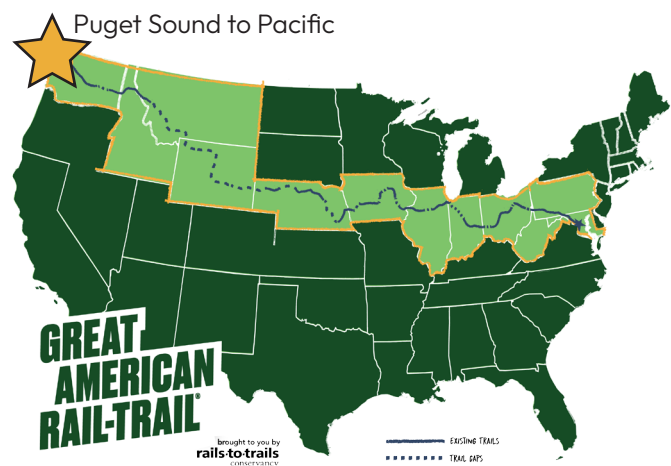 Puget Sound to Pacific
GREAT
AMERICAN
RAIL-TRAIL®
brought to you by
rails·to·trails
conservancy
EXISTING TRAILS
TRAIL GAPS